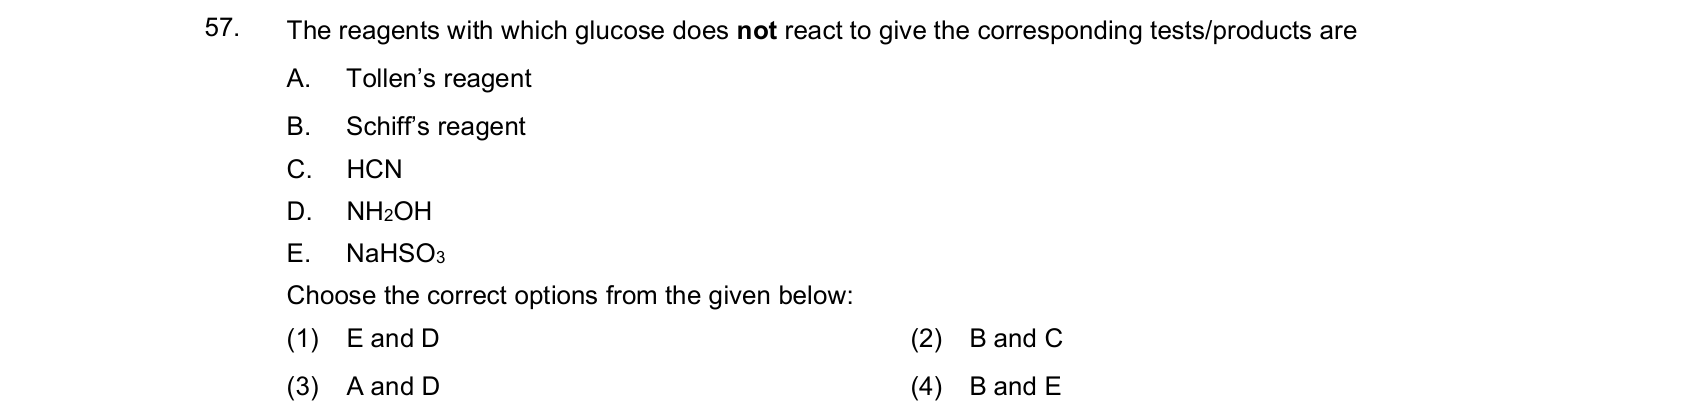 57. The reagents with which glucose does not react to give the corresponding tests/products are
A. Tollen’s reagent
B. Schiff’s reagent
C. HCN
D. NH₂OH
E. NaHSO₃
Choose the correct options from the given below:
(1) E and D (2) B and C
(3) A and D (4) B and E